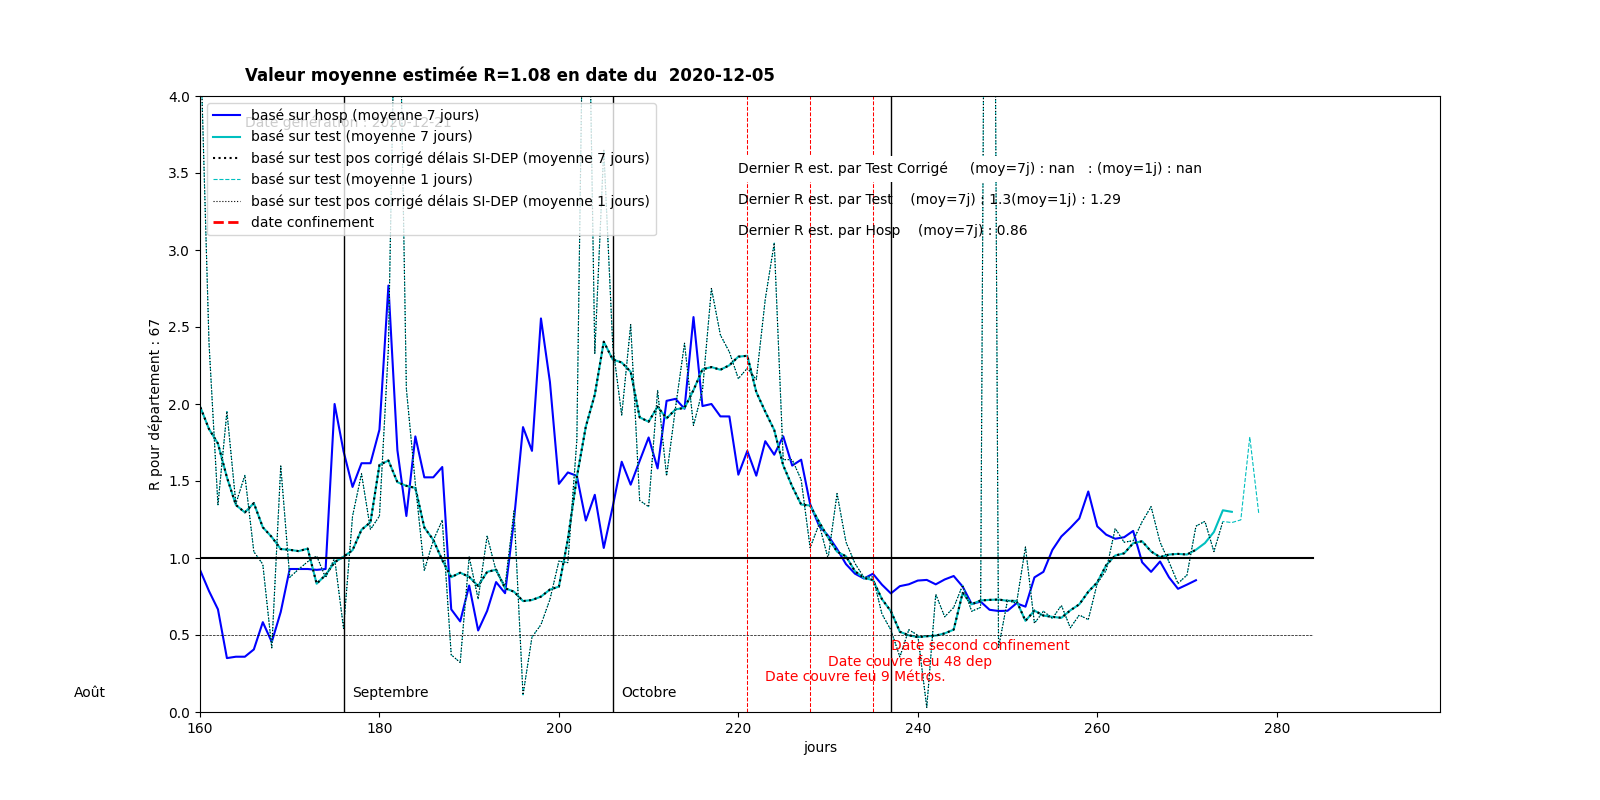 Valeur moyenne estimée R=1.08 en date du  2020-12-05
Date génération : 2020-12-21
basé sur hosp (moyenne 7 jours)
basé sur test (moyenne 7 jours)
basé sur test pos corrigé délais SI-DEP (moyenne 7 jours)
basé sur test (moyenne 1 jours)
basé sur test pos corrigé délais SI-DEP (moyenne 1 jours)
date confinement
Dernier R est. par Test Corrigé     (moy=7j) : nan   : (moy=1j) : nan
Dernier R est. par Test    (moy=7j) : 1.3(moy=1j) : 1.29
Dernier R est. par Hosp    (moy=7j) : 0.86
4.0
3.5
3.0
2.5
2.0
1.5
1.0
0.5
0.0
R pour département : 67
Date second confinement
Date couvre feu 48 dep
Date couvre feu 9 Métros.
Août
Septembre
Octobre
160
180
200
220
240
260
280
jours